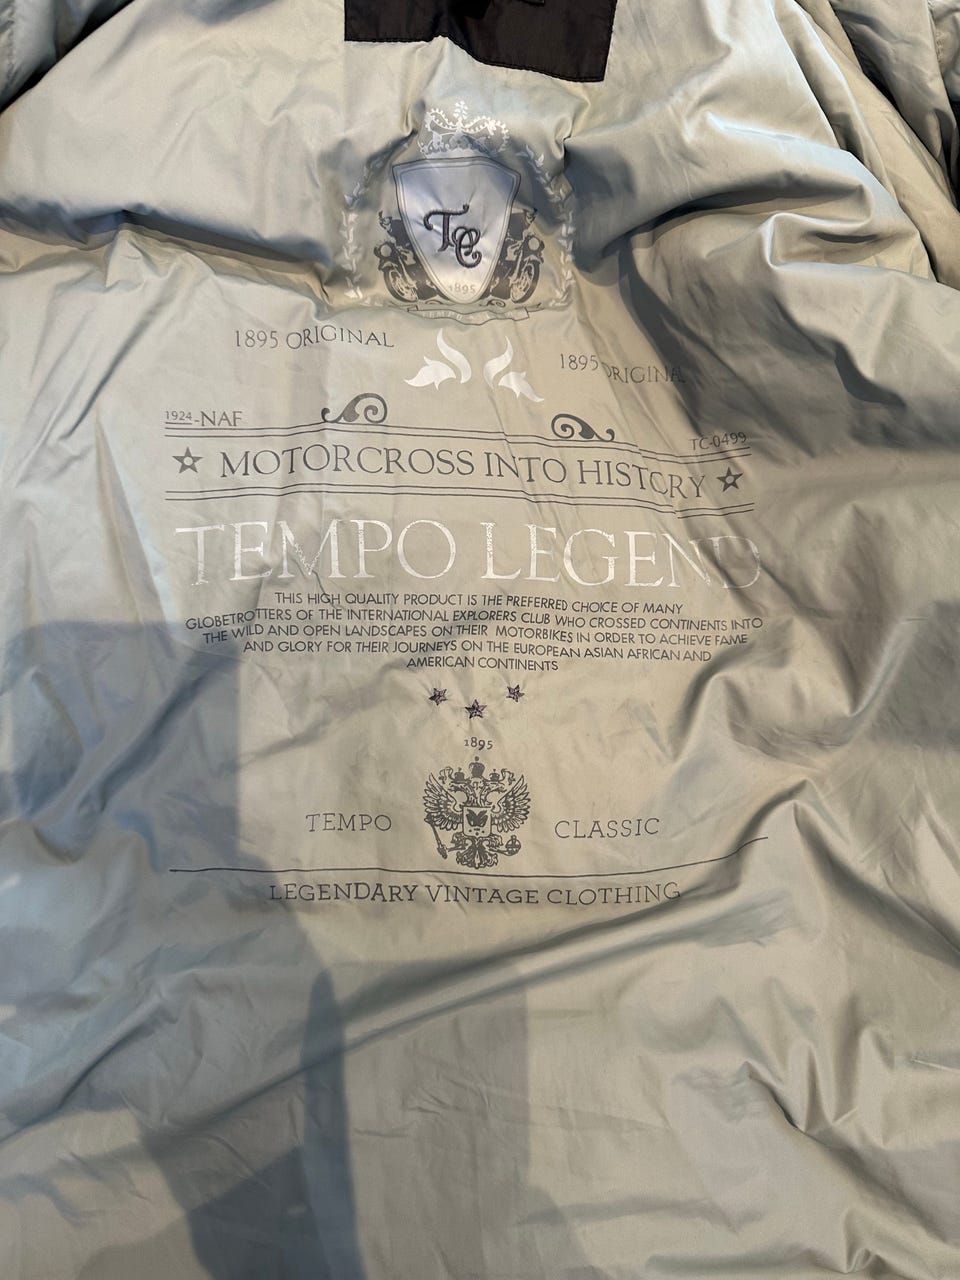 TC
1895
1895 ORIGINAL
1895 ORIGINAL
1924-NAF
TC-0499
MOTORCROSS INTO HISTORY
TEMPO LEGEND
THIS HIGH QUALITY PRODUCT IS THE PREFERRED CHOICE OF MANY
GLOBETROTTERS OF THE INTERNATIONAL EXPLORERS CLUB WHO CROSSED CONTINENTS INTO
THE WILD AND OPEN LANDSCAPES ON THEIR MOTORBIKES IN ORDER TO ACHIEVE FAME
AND GLORY FOR THEIR JOURNEYS ON THE EUROPEAN ASIAN AFRICAN AND
AMERICAN CONTINENTS
1895
TEMPO CLASSIC
LEGENDARY VINTAGE CLOTHING